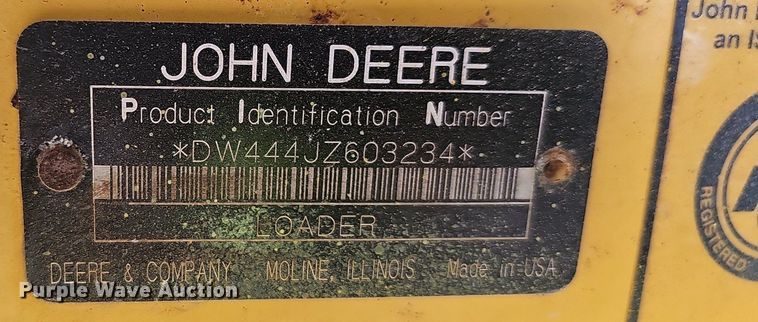 JOHN DEERE
Product Identification Number
*DW444JZ603234*
LOADER
DEERE & COMPANY MOLINE, ILLINOIS Made in USA
Purple Wave Auction
John
an
REGISTERED